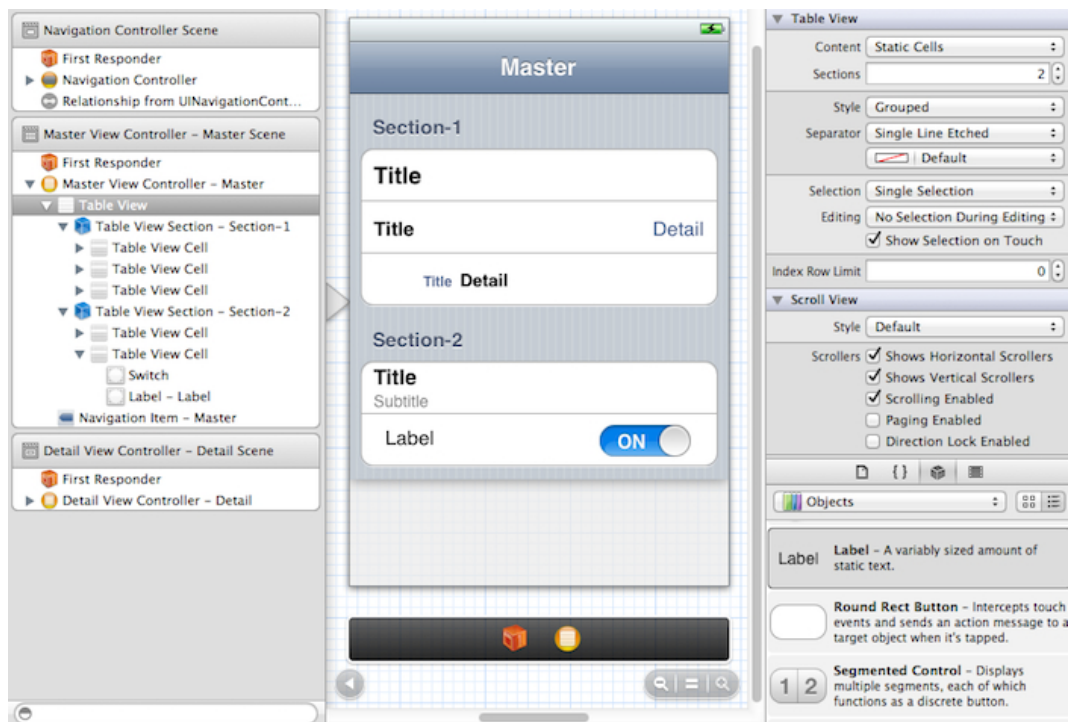 Navigation Controller Scene
First Responder
Navigation Controller
Relationship from UINavigationCont...
Master View Controller – Master Scene
First Responder
Master View Controller – Master
Table View
Table View Section – Section-1
Table View Cell
Table View Cell
Table View Cell
Table View Section – Section-2
Table View Cell
Table View Cell
Switch
Label – Label
Navigation Item – Master
Detail View Controller – Detail Scene
First Responder
Detail View Controller – Detail
Master
Section-1
Title
Title Detail
Title Detail
Section-2
Title
Subtitle
Label ON
Table View
Content Static Cells
Sections 2
Style Grouped
Separator Single Line Etched
Default
Selection Single Selection
Editing No Selection During Editing
Show Selection on Touch
Index Row Limit 0
Scroll View
Style Default
Scrollers Shows Horizontal Scrollers
Shows Vertical Scrollers
Scrolling Enabled
Paging Enabled
Direction Lock Enabled
{}
Objects
Label
Label – A variably sized amount of
static text.
Round Rect Button – Intercepts touch
events and sends an action message to a
target object when it's tapped.
1 2
Segmented Control – Displays
multiple segments, each of which
functions as a discrete button.